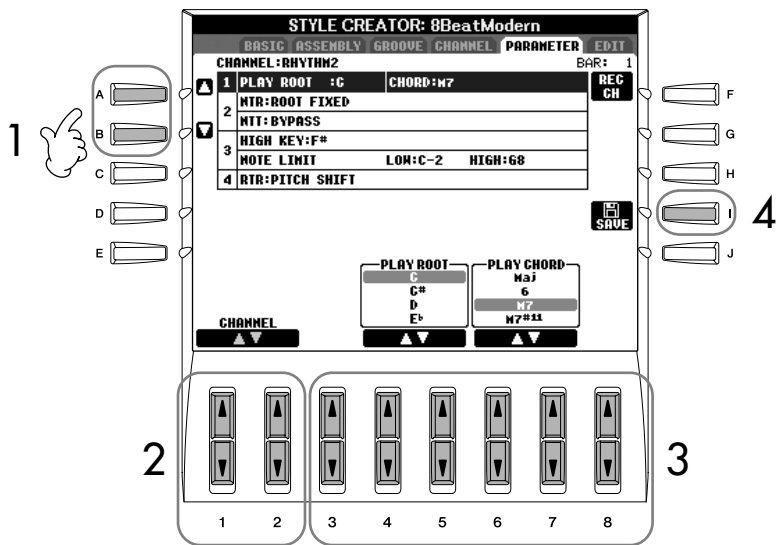 STYLE CREATOR: 8BeatModern
BASIC ASSEMBLY GROOVE CHANNEL PARAMETER EDIT
CHANNEL:RHYTHM2 BAR: 1
1 PLAY ROOT :C CHORD:M7 REC CH
2 NTR:ROOT FIXED
NTT:BYPASS
3 HIGH KEY:F#
NOTE LIMIT LOW:C-2 HIGH:G8
4 RTR:PITCH SHIFT
SAVE
A
B
C
D
E
F
G
H
I
J
1
4
PLAY ROOT PLAY CHORD
C Maj
C# 6
D M7
E♭ M7#11
CHANNEL
2
3
1 2 3 4 5 6 7 8